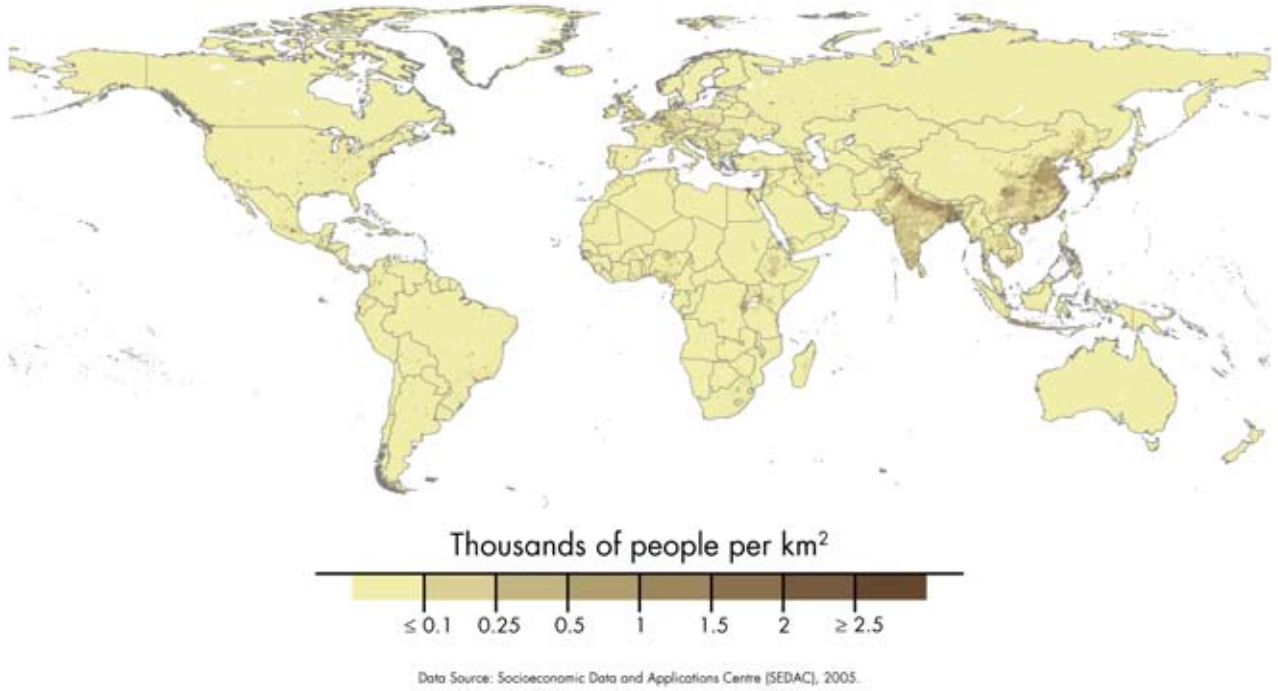 Thousands of people per km²
≤ 0.1 0.25 0.5 1 1.5 2 ≥ 2.5
Data Source: Socioeconomic Data and Applications Centre (SEDAC), 2005.